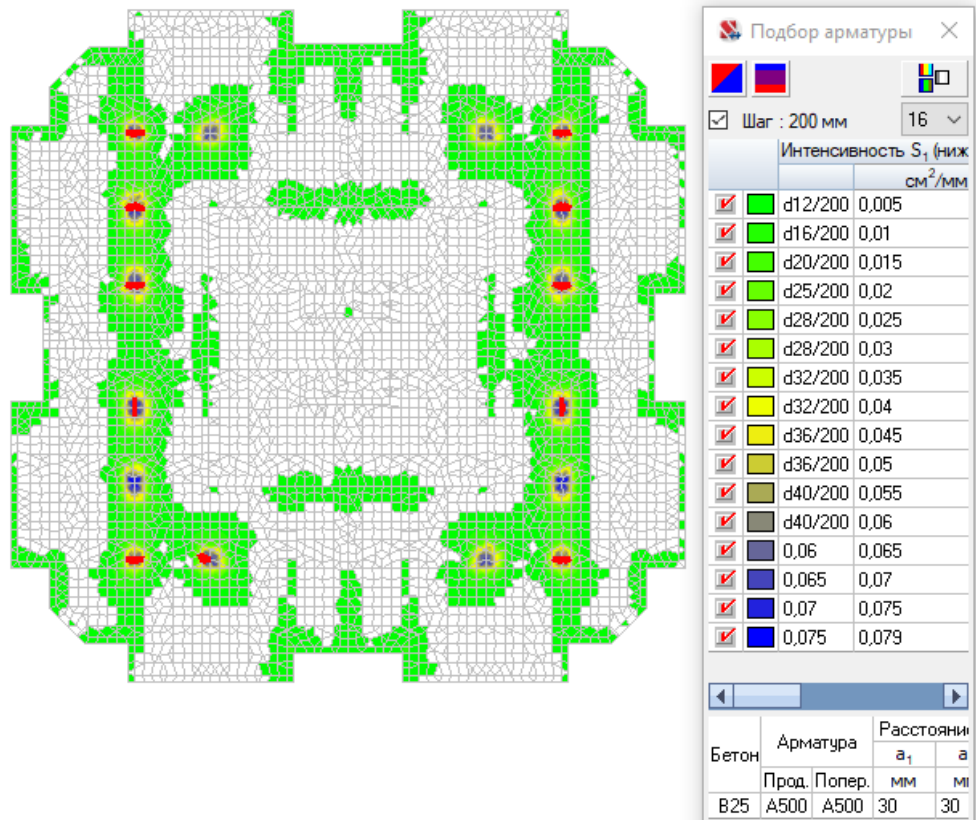 Подбор арматуры
Шаг : 200 мм 16
Интенсивность S1 (ниж
см2/мм
d12/200 0,005
d16/200 0,01
d20/200 0,015
d25/200 0,02
d28/200 0,025
d28/200 0,03
d32/200 0,035
d32/200 0,04
d36/200 0,045
d36/200 0,05
d40/200 0,055
d40/200 0,06
0,06 0,065
0,065 0,07
0,07 0,075
0,075 0,079
Бетон Арматура Расстояни
a1 a
Прод. Попер. мм м
B25 A500 A500 30 30